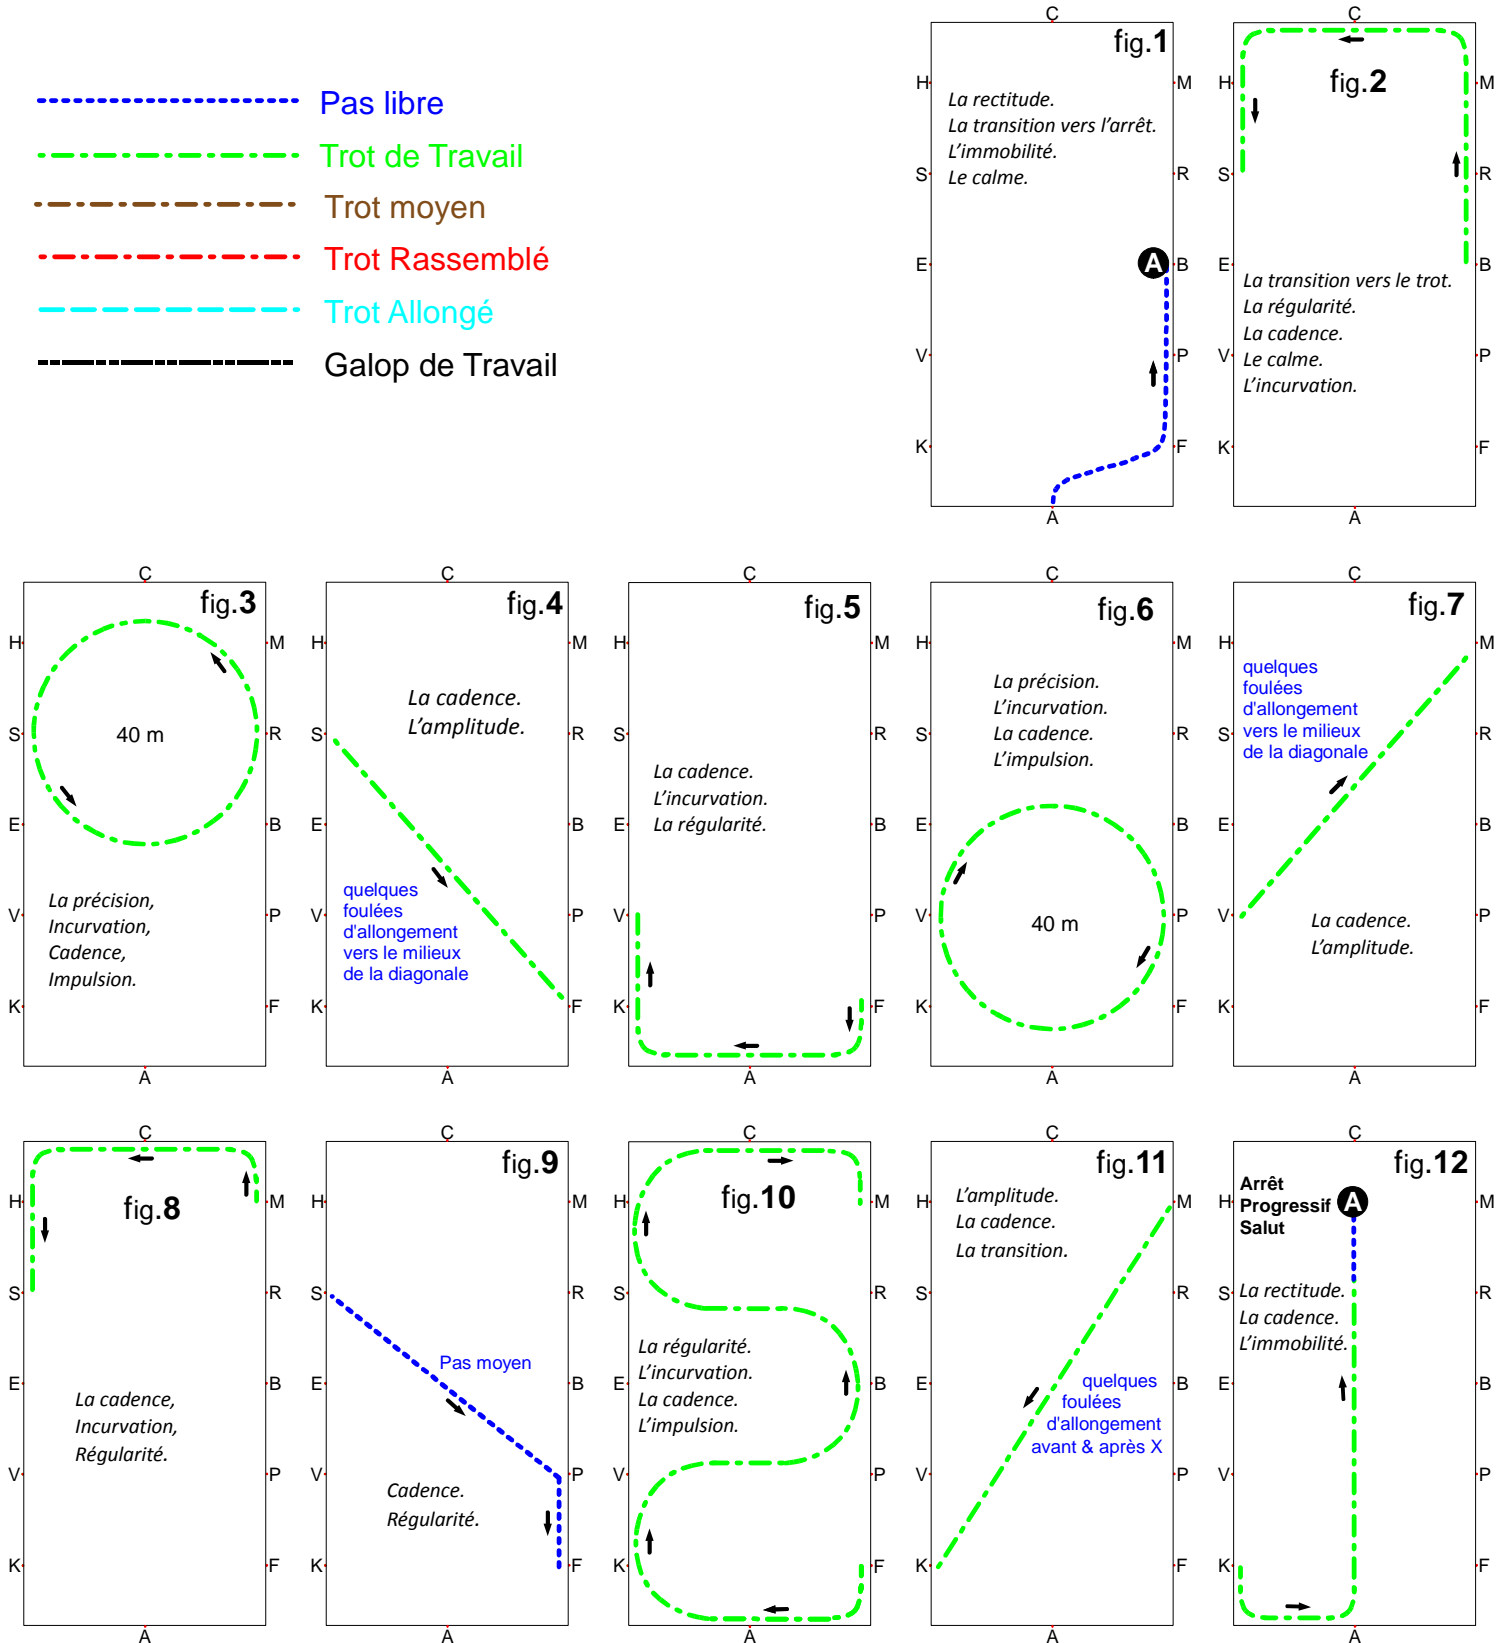 Pas libre
Trot de Travail
Trot moyen
Trot Rassemblé
Trot Allongé
Galop de Travail
C
fig.1
H
M
La rectitude.
La transition vers l'arrêt.
L'immobilité.
Le calme.
S
R
E
A
B
V
P
K
F
A
C
fig.2
H
M
S
R
E
B
La transition vers le trot.
La régularité.
La cadence.
Le calme.
L'incurvation.
V
P
K
F
A
C
fig.3
H
M
S
40 m
R
E
B
La précision,
Incurvation,
Cadence,
Impulsion.
V
P
K
F
A
C
fig.4
H
M
La cadence.
L'amplitude.
S
R
E
B
quelques
foulées
d'allongement
vers le milieux
de la diagonale
V
P
K
F
A
C
fig.5
H
M
S
R
La cadence.
L'incurvation.
La régularité.
E
B
V
P
K
F
A
C
fig.6
H
M
La précision.
L'incurvation.
La cadence.
L'impulsion.
S
R
E
B
V
40 m
P
K
F
A
C
fig.7
H
M
quelques
foulées
d'allongement
vers le milieux
de la diagonale
S
R
E
B
V
P
La cadence.
L'amplitude.
K
F
A
C
fig.8
H
M
S
R
E
B
La cadence,
Incurvation,
Régularité.
V
P
K
F
A
C
fig.9
H
M
S
R
Pas moyen
E
B
V
P
Cadence.
Régularité.
K
F
A
C
fig.10
H
M
S
R
La régularité.
L'incurvation.
La cadence.
L'impulsion.
E
B
V
P
K
F
A
C
fig.11
H
M
L'amplitude.
La cadence.
La transition.
S
R
E
B
quelques
foulées
d'allongement
avant & après X
V
P
K
F
A
C
fig.12
H
M
Arrêt
Progressif
Salut
A
S
R
La rectitude.
La cadence.
L'immobilité.
E
B
V
P
K
F
A